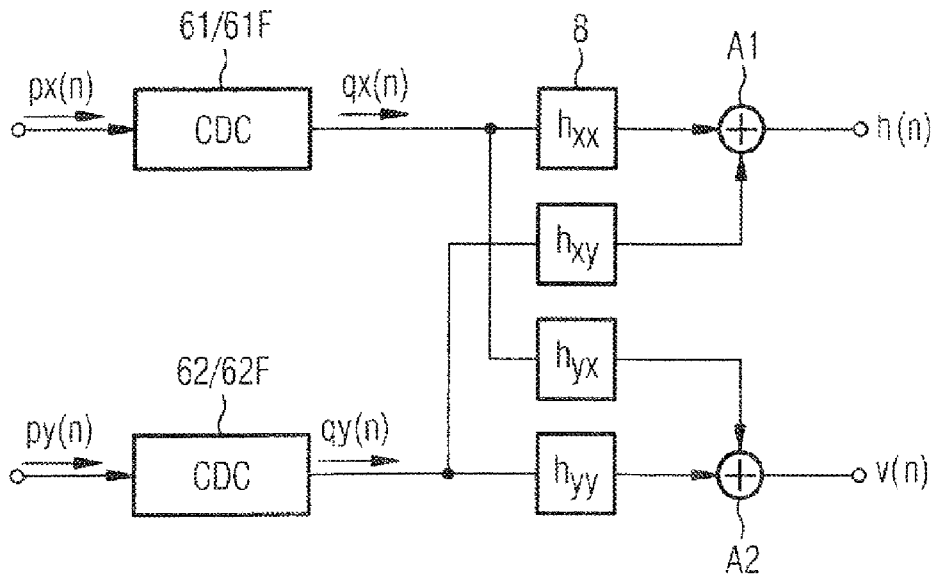 61/61F
8
A1
px(n)
CDC
qx(n)
hxx
+
h(n)
hxy
hyx
62/62F
py(n)
CDC
qy(n)
hyy
+
v(n)
A2